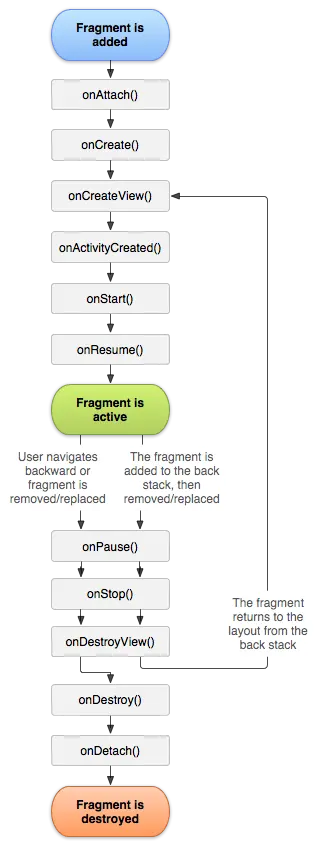 Fragment is
added
onAttach()
onCreate()
onCreateView()
onActivityCreated()
onStart()
onResume()
Fragment is
active
User navigates
backward or
fragment is
removed/replaced
The fragment is
added to the back
stack, then
removed/replaced
onPause()
onStop()
onDestroyView()
The fragment
returns to the
layout from the
back stack
onDestroy()
onDetach()
Fragment is
destroyed